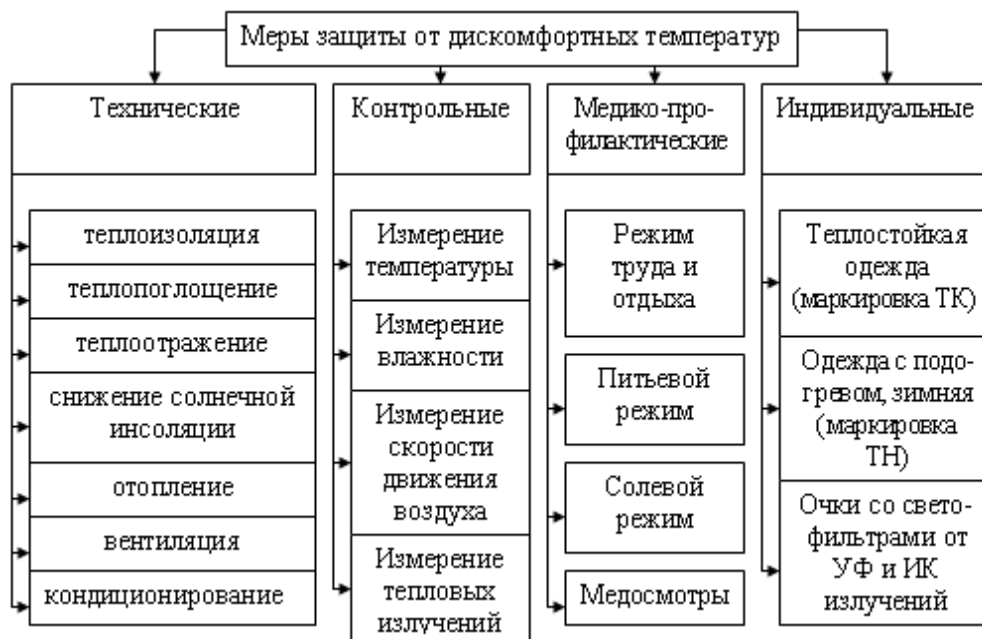 Меры защиты от дискомфортных температур
Технические
теплоизоляция
теплопоглощение
теплоотражение
снижение солнечной
инсоляции
отопление
вентиляция
кондиционирование
Контрольные
Измерение
температуры
Измерение
влажности
Измерение
скорости
движения
воздуха
Измерение
тепловых
излучений
Медико-про-
филактические
Режим
труда и
отдыха
Питьевой
режим
Солевой
режим
Медосмотры
Индивидуальные
Теплостойкая
одежда
(маркировка ТК)
Одежда с подо-
гревом, зимняя
(маркировка
ТН)
Очки со свето-
фильтрами от
УФ и ИК
излучений